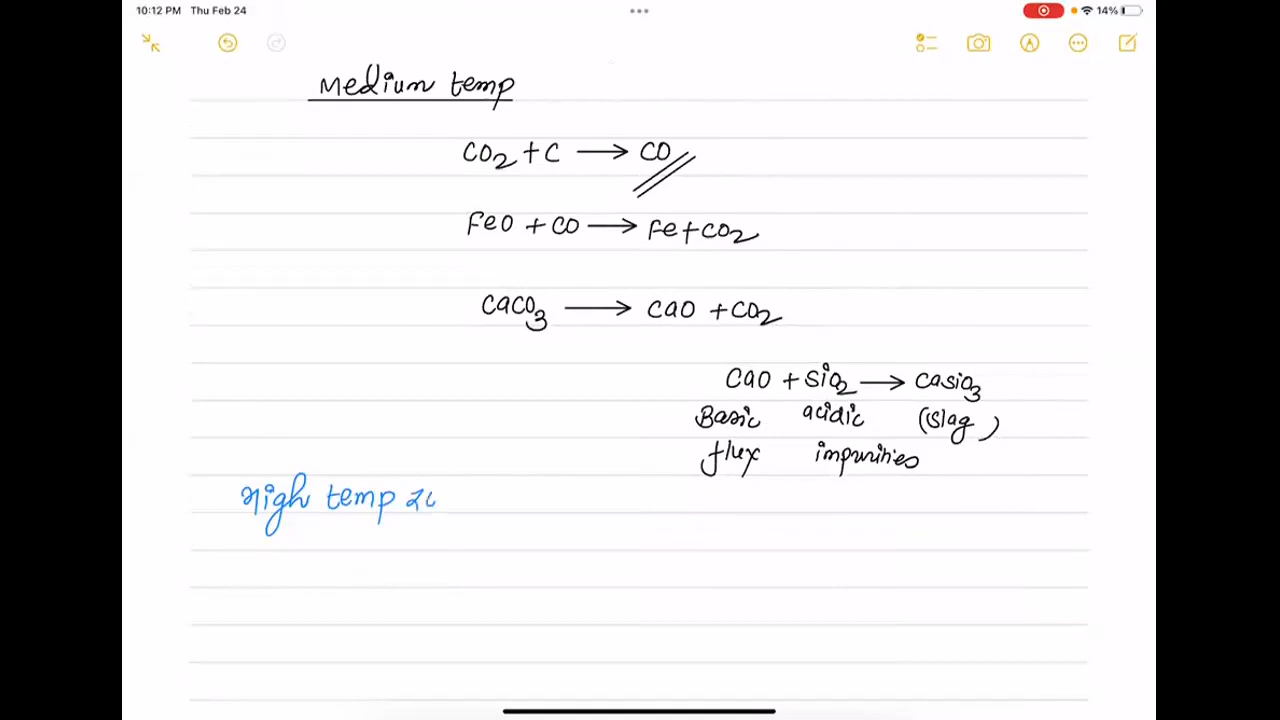 10:12 PM Thu Feb 24
14%
Medium temp
CO2 + C → CO
FeO + CO → Fe + CO2
CaCO3 → CaO + CO2
CaO + SiO2 → CaSiO3
Basic acidic (slag)
flux impurities
High temp